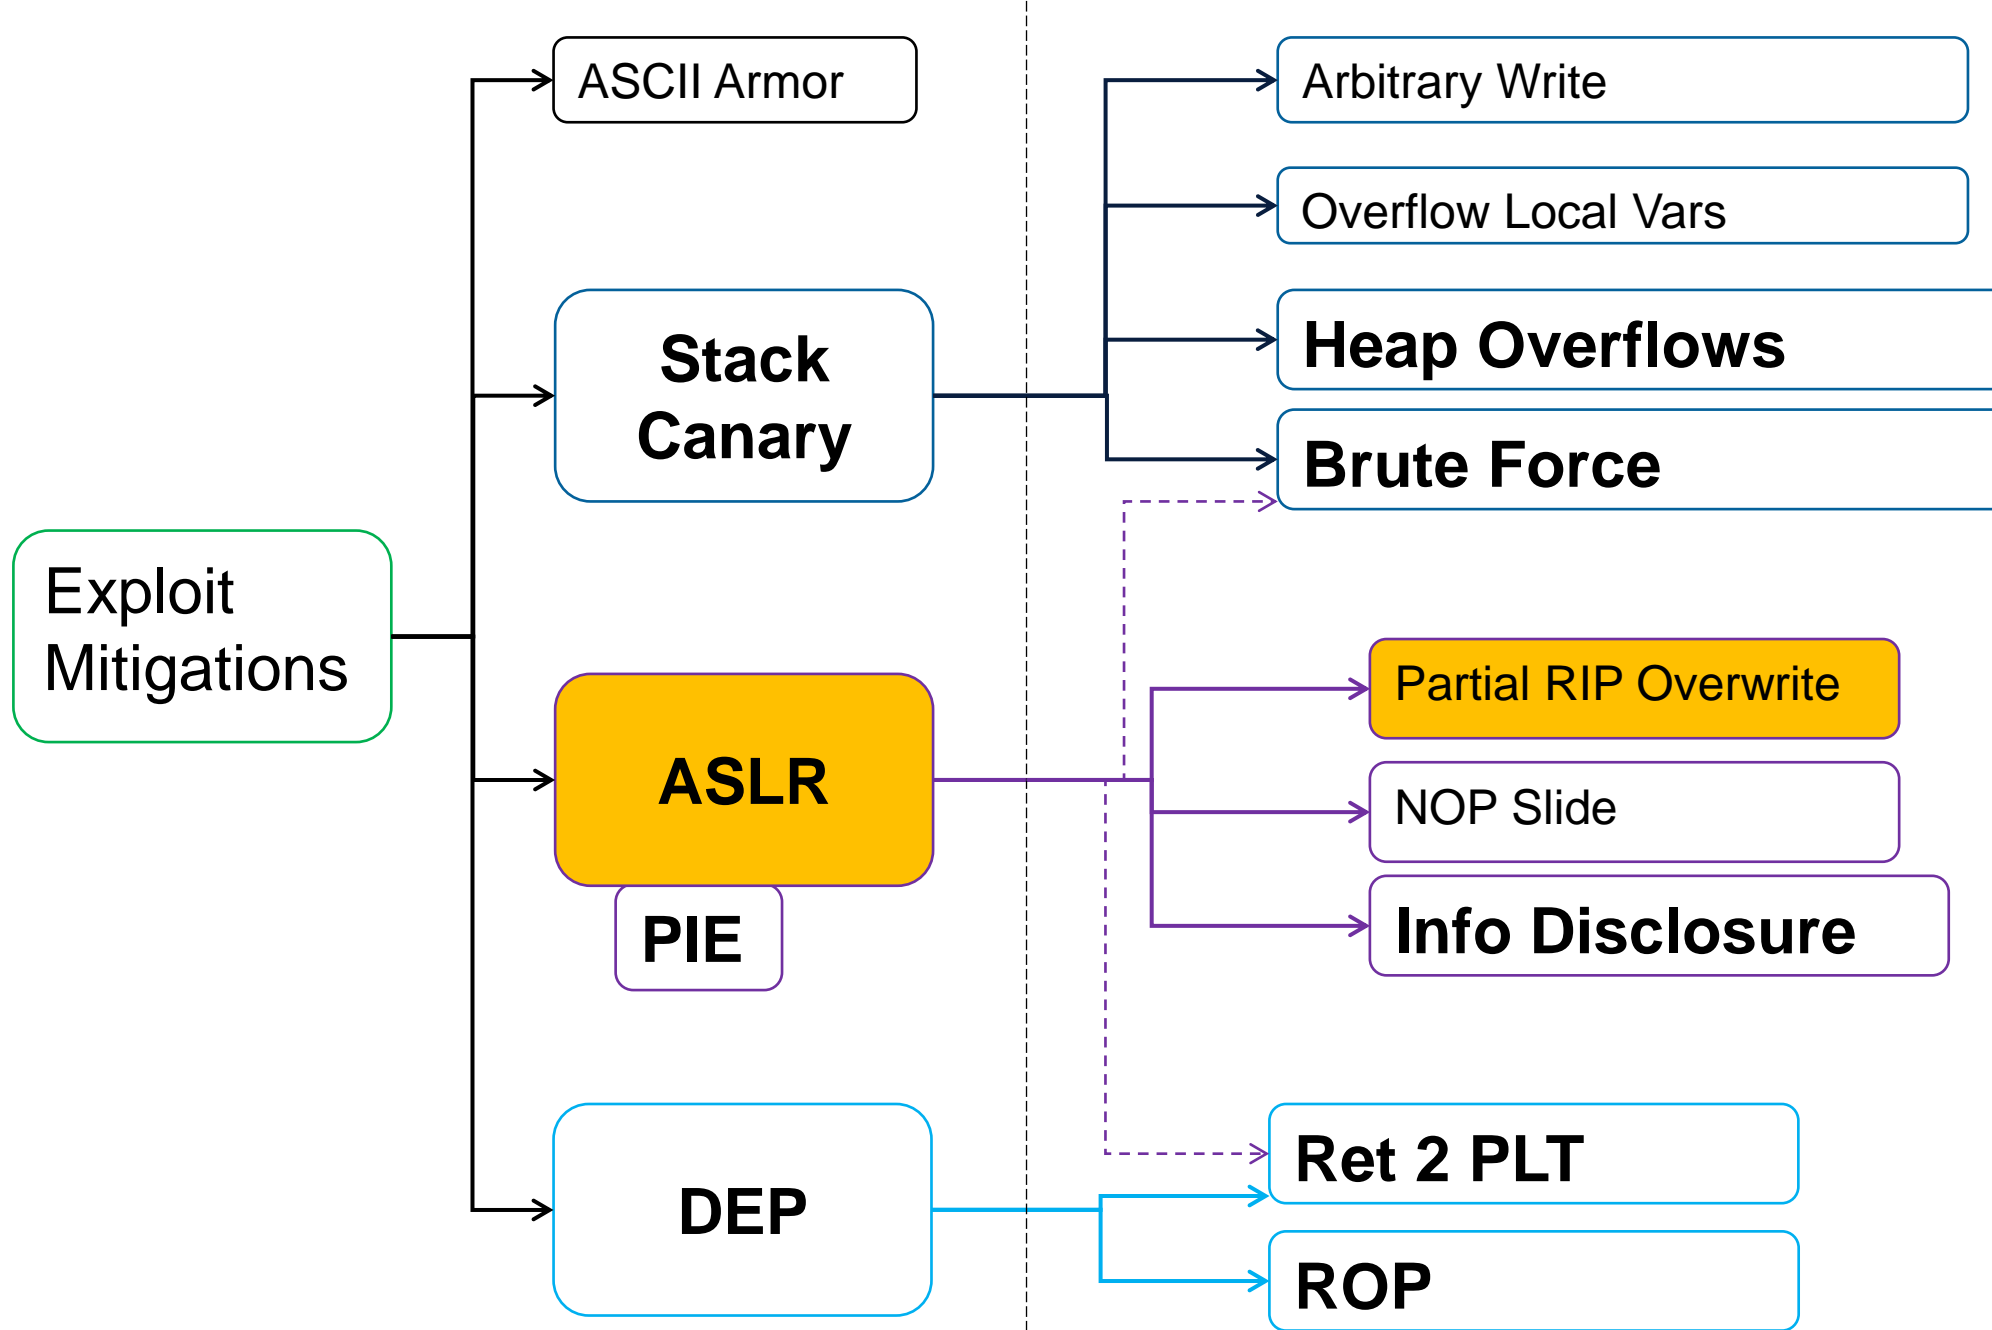 Exploit
Mitigations
ASCII Armor
Stack
Canary
ASLR
PIE
DEP
Arbitrary Write
Overflow Local Vars
Heap Overflows
Brute Force
Partial RIP Overwrite
NOP Slide
Info Disclosure
Ret 2 PLT
ROP